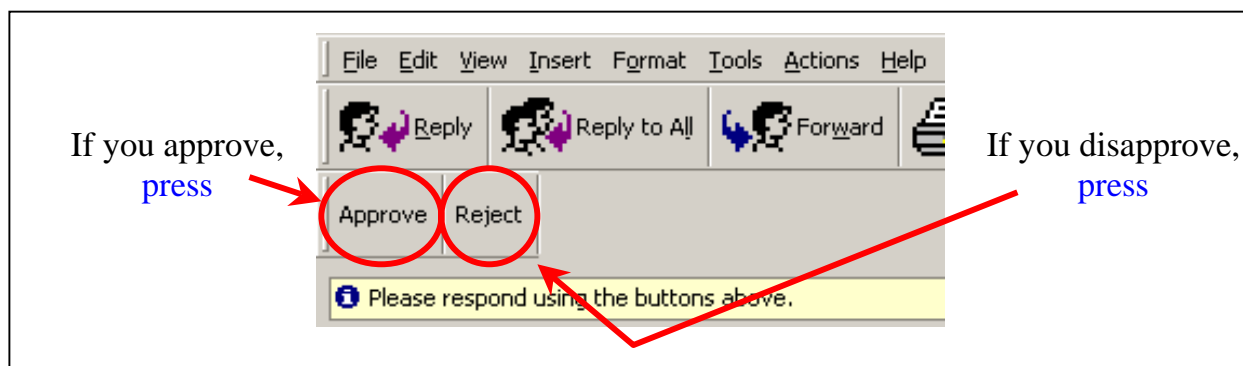 File Edit View Insert Format Tools Actions Help
Reply Reply to All Forward
If you approve,
press
If you disapprove,
press
Approve Reject
Please respond using the buttons above.